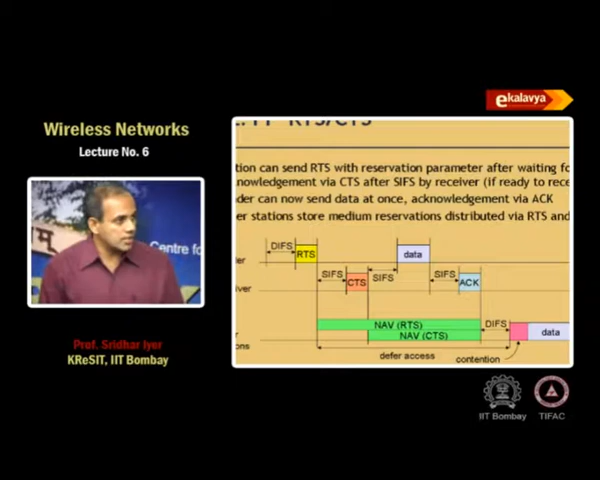 ekalavya
Wireless Networks
Lecture No. 6
RTS/CTS
tion can send RTS with reservation parameter after waiting fo
nowledgement via CTS after SIFS by receiver (if ready to rece
der can now send data at once, acknowledgement via ACK
er stations store medium reservations distributed via RTS and
Centre fo
DIFS
RTS
data
der
SIFS
CTS
SIFS
SIFS
ACK
iver
NAV (RTS)
NAV (CTS)
DIFS
data
ons
defer access
contention
Prof. Sridhar Iyer
KReSIT, IIT Bombay
IIT Bombay
TIFAC